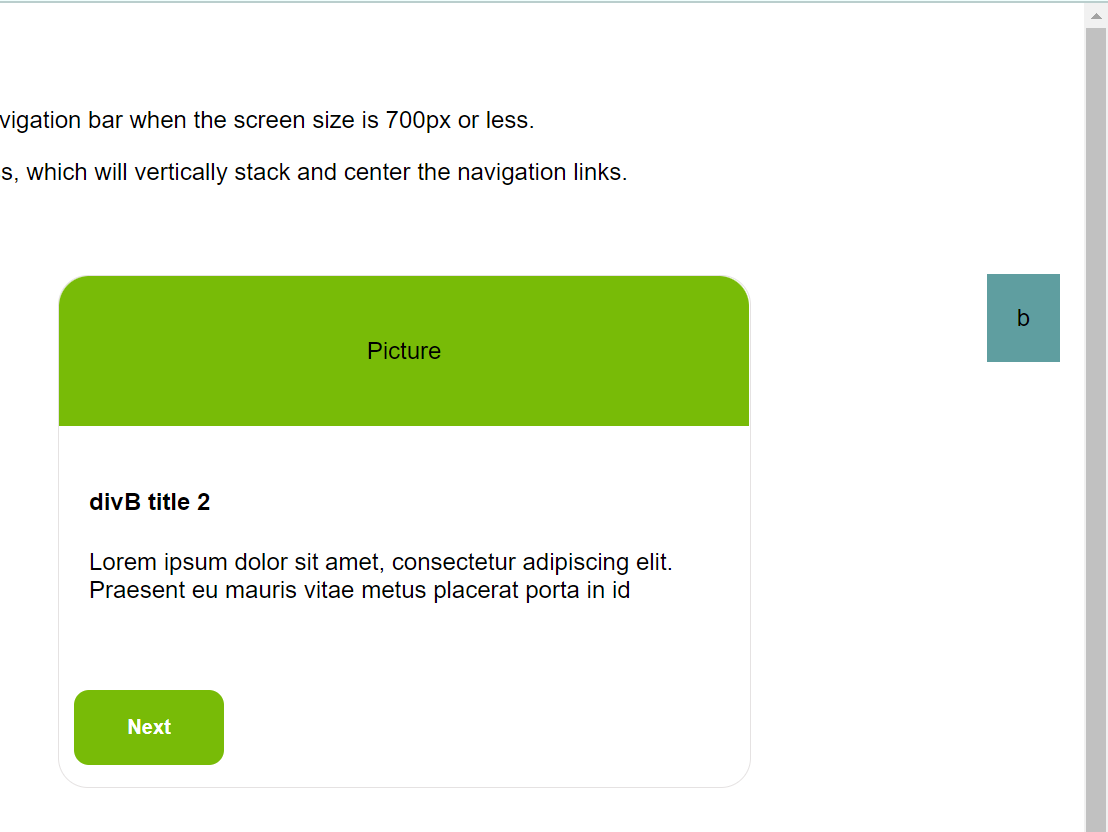 vigation bar when the screen size is 700px or less.
s, which will vertically stack and center the navigation links.
Picture
b
divB title 2
Lorem ipsum dolor sit amet, consectetur adipiscing elit.
Praesent eu mauris vitae metus placerat porta in id
Next